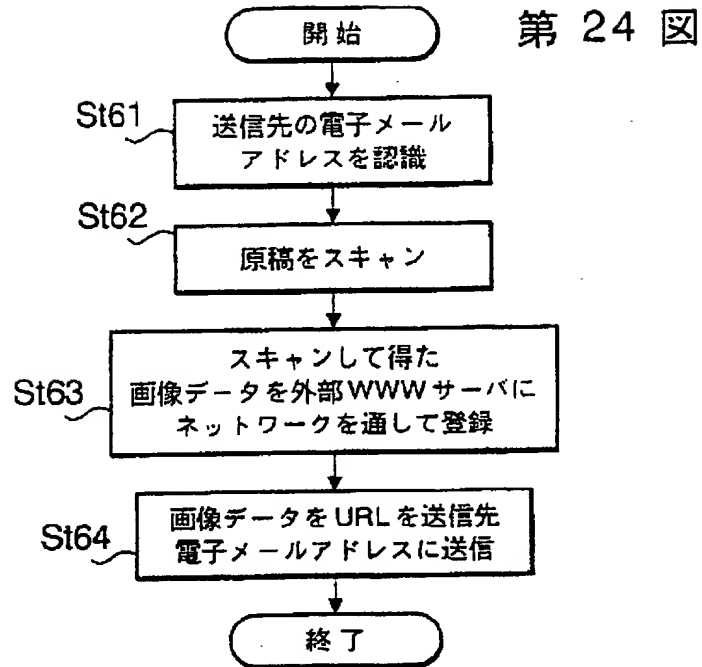 第 24 図
開始
St61
送信先の電子メール
アドレスを認識
St62
原稿をスキャン
St63
スキャンして得た
画像データを外部WWWサーバに
ネットワークを通して登録
St64
画像データをURLを送信先
電子メールアドレスに送信
終了